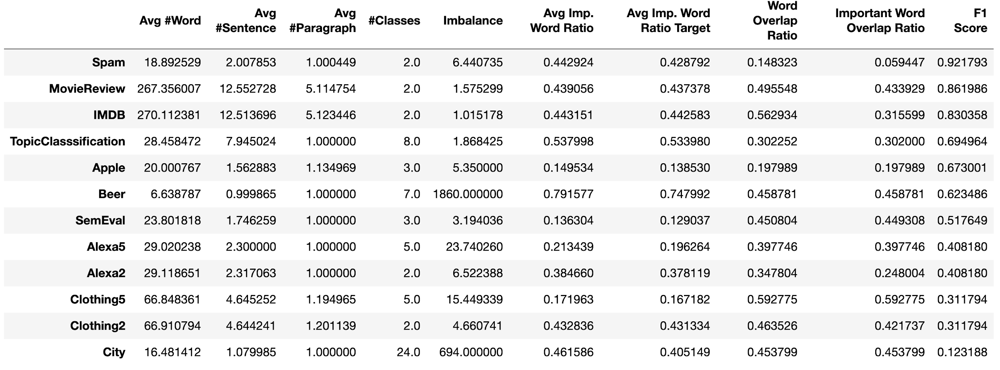 Avg #Word Avg #Sentence Avg #Paragraph #Classes Imbalance Avg Imp. Word Ratio Avg Imp. Word Ratio Target Word Overlap Ratio Important Word Overlap Ratio F1 Score
Spam 18.892529 2.007853 1.000449 2.0 6.440735 0.442924 0.428792 0.148323 0.059447 0.921793
MovieReview 267.356007 12.552728 5.114754 2.0 1.575299 0.439056 0.437378 0.495548 0.433929 0.861986
IMDB 270.112381 12.513696 5.123446 2.0 1.015178 0.443151 0.442583 0.562934 0.315599 0.830358
TopicClasssification 28.458472 7.945024 1.000000 8.0 1.868425 0.537998 0.533980 0.302252 0.302000 0.694964
Apple 20.000767 1.562883 1.134969 3.0 5.350000 0.149534 0.138530 0.197989 0.197989 0.673001
Beer 6.638787 0.999865 1.000000 7.0 1860.000000 0.791577 0.747992 0.458781 0.458781 0.623486
SemEval 23.801818 1.746259 1.000000 3.0 3.194036 0.136304 0.129037 0.450804 0.449308 0.517649
Alexa5 29.020238 2.300000 1.000000 5.0 23.740260 0.213439 0.196264 0.397746 0.397746 0.408180
Alexa2 29.118651 2.317063 1.000000 2.0 6.522388 0.384660 0.378119 0.347804 0.248004 0.408180
Clothing5 66.848361 4.645252 1.194965 5.0 15.449339 0.171963 0.167182 0.592775 0.592775 0.311794
Clothing2 66.910794 4.644241 1.201139 2.0 4.660741 0.432836 0.431334 0.463526 0.421737 0.311794
City 16.481412 1.079985 1.000000 24.0 694.000000 0.461586 0.405149 0.453799 0.453799 0.123188